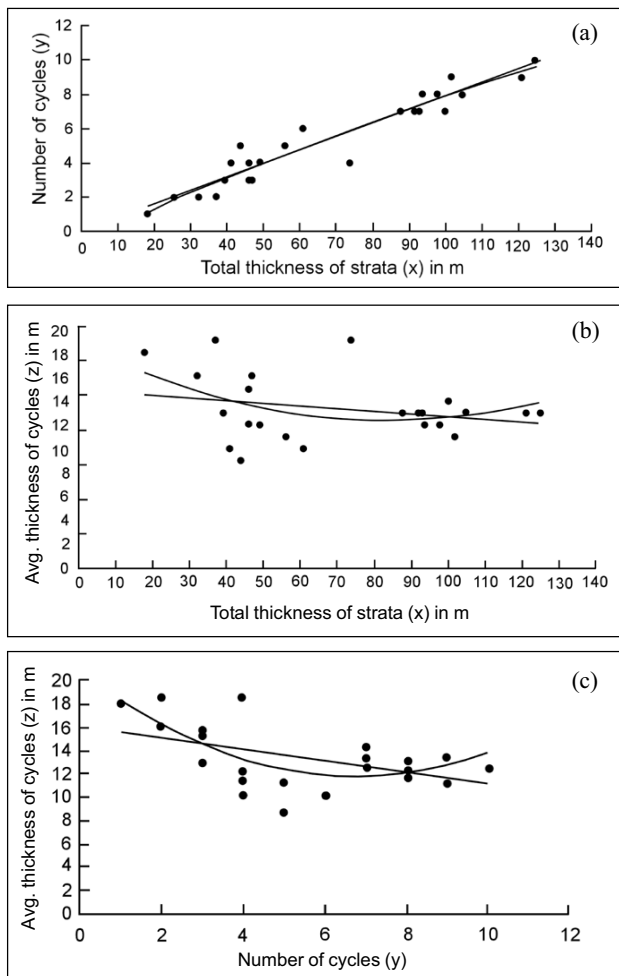 (a)
Number of cycles (y)
12
10
8
6
4
2
0
0 10 20 30 40 50 60 70 80 90 100 110 120 130 140
Total thickness of strata (x) in m
(b)
Avg. thickness of cycles (z) in m
20
18
16
14
12
10
8
6
4
2
0
0 10 20 30 40 50 60 70 80 90 100 110 120 130 140
Total thickness of strata (x) in m
(c)
Avg. thickness of cycles (z) in m
20
18
16
14
12
10
8
6
4
2
0
0 2 4 6 8 10 12
Number of cycles (y)